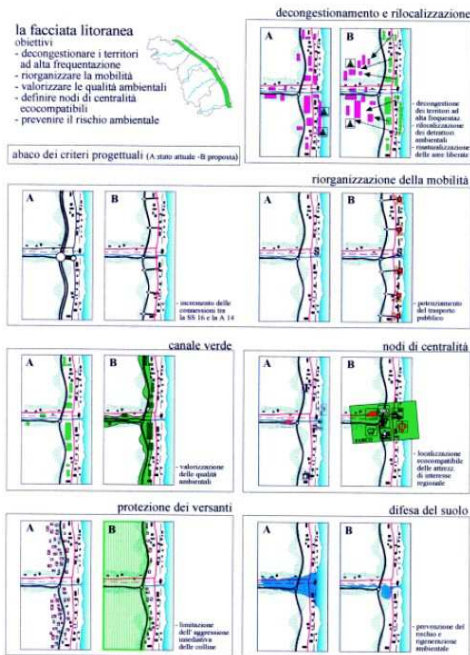 la facciata litoranea
obiettivi
- decongestionare i territori
ad alta frequentazione
- riorganizzare la mobilità
- valorizzare le qualità ambientali
- definire nodi di centralità
ecocompatibili
- prevenire il rischio ambientale
abaco dei criteri progettuali (A stato attuale -B proposta)
decongestionamento e rilocalizzazione
A
B
- decongestione
dei territori ad
alta frequentaz.
- rilocalizzazione
dei detrattori
ambientali
- rinaturalizzazione
delle aree liberate
riorganizzazione della mobilità
A
B
- incremento delle
connessioni tra
la SS 16 e la A 14
A
B
- potenziamento
del trasporto
pubblico
canale verde
A
B
- valorizzazione
delle qualità
ambientali
nodi di centralità
A
B
- localizzazione
ecocompatibile
delle attrezz.
di interesse
regionale
protezione dei versanti
A
B
- limitazione
dell' aggressione
insediativa
delle colline
difesa del suolo
A
B
- prevenzione
del rischio e
rigenerazione
ambientale